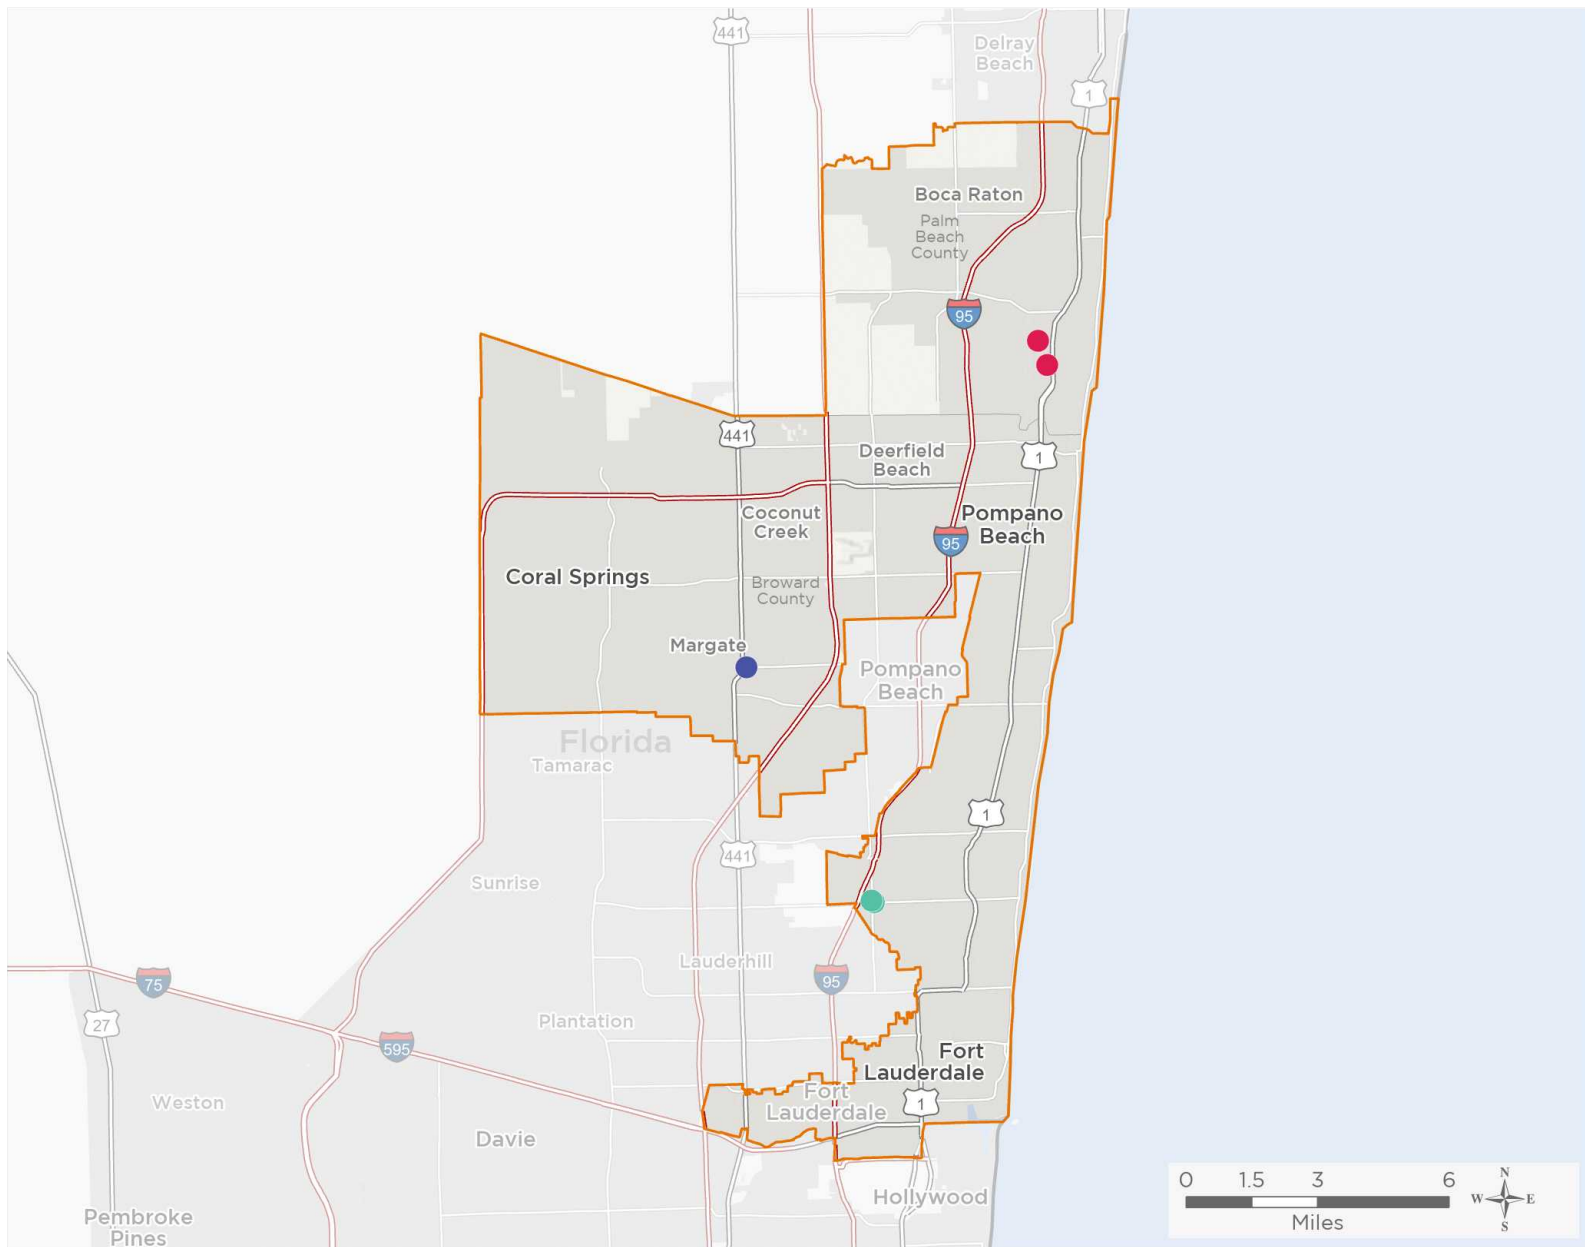 441
Delray
Beach
1
Boca Raton
Palm
Beach
County
95
441
Deerfield
Beach
1
Coconut
Creek
Pompano
Beach
95
Coral Springs
Broward
County
Margate
Pompano
Beach
Florida
Tamarac
1
441
Sunrise
Lauderhill
75
95
27
Plantation
595
Fort
Lauderdale
Weston
Fort
Lauderdale
1
Davie
Hollywood
Pembroke
Pines
0 1.5 3 6
Miles
N
W E
S